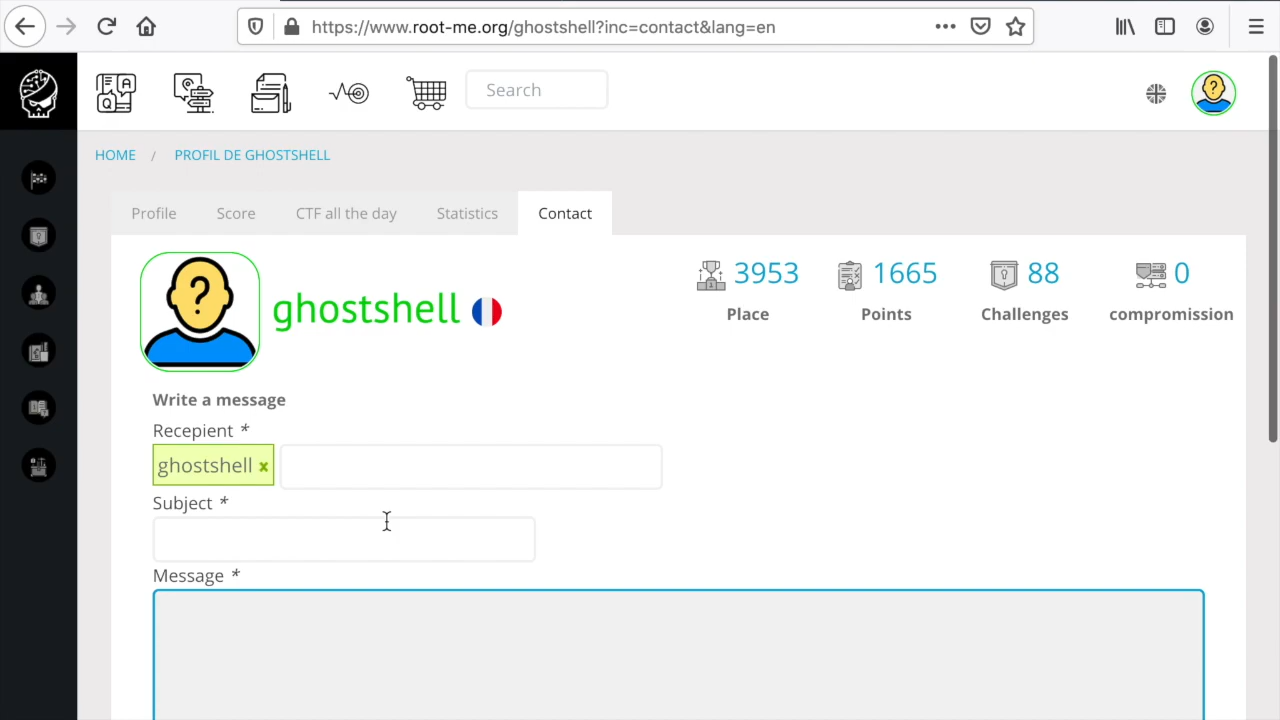 https://www.root-me.org/ghostshell?inc=contact&lang=en
Search
HOME / PROFIL DE GHOSTSHELL
Profile Score CTF all the day Statistics Contact
ghostshell
3953 1665 88 0
Place Points Challenges compromission
Write a message
Recepient *
ghostshell x
Subject *
Message *